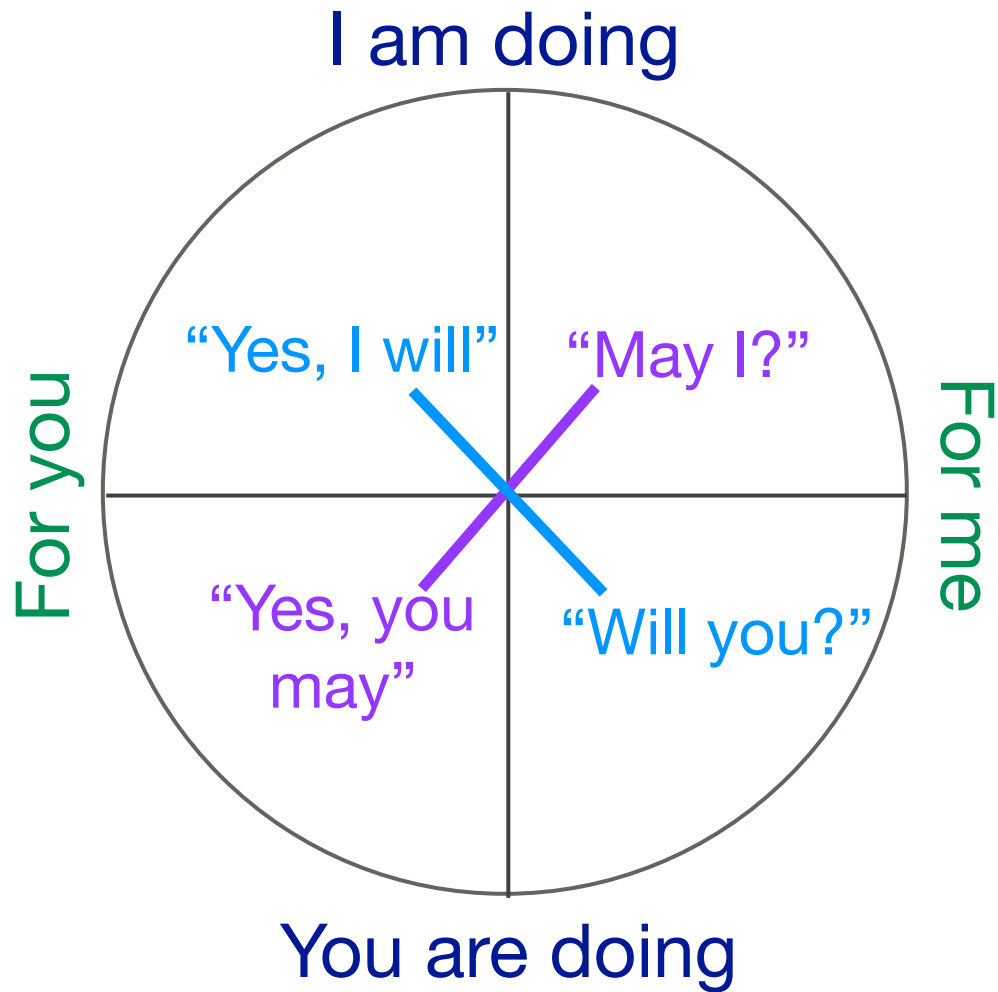 I am doing
“Yes, I will”
“May I?”
For you
For me
“Yes, you
may”
“Will you?”
You are doing